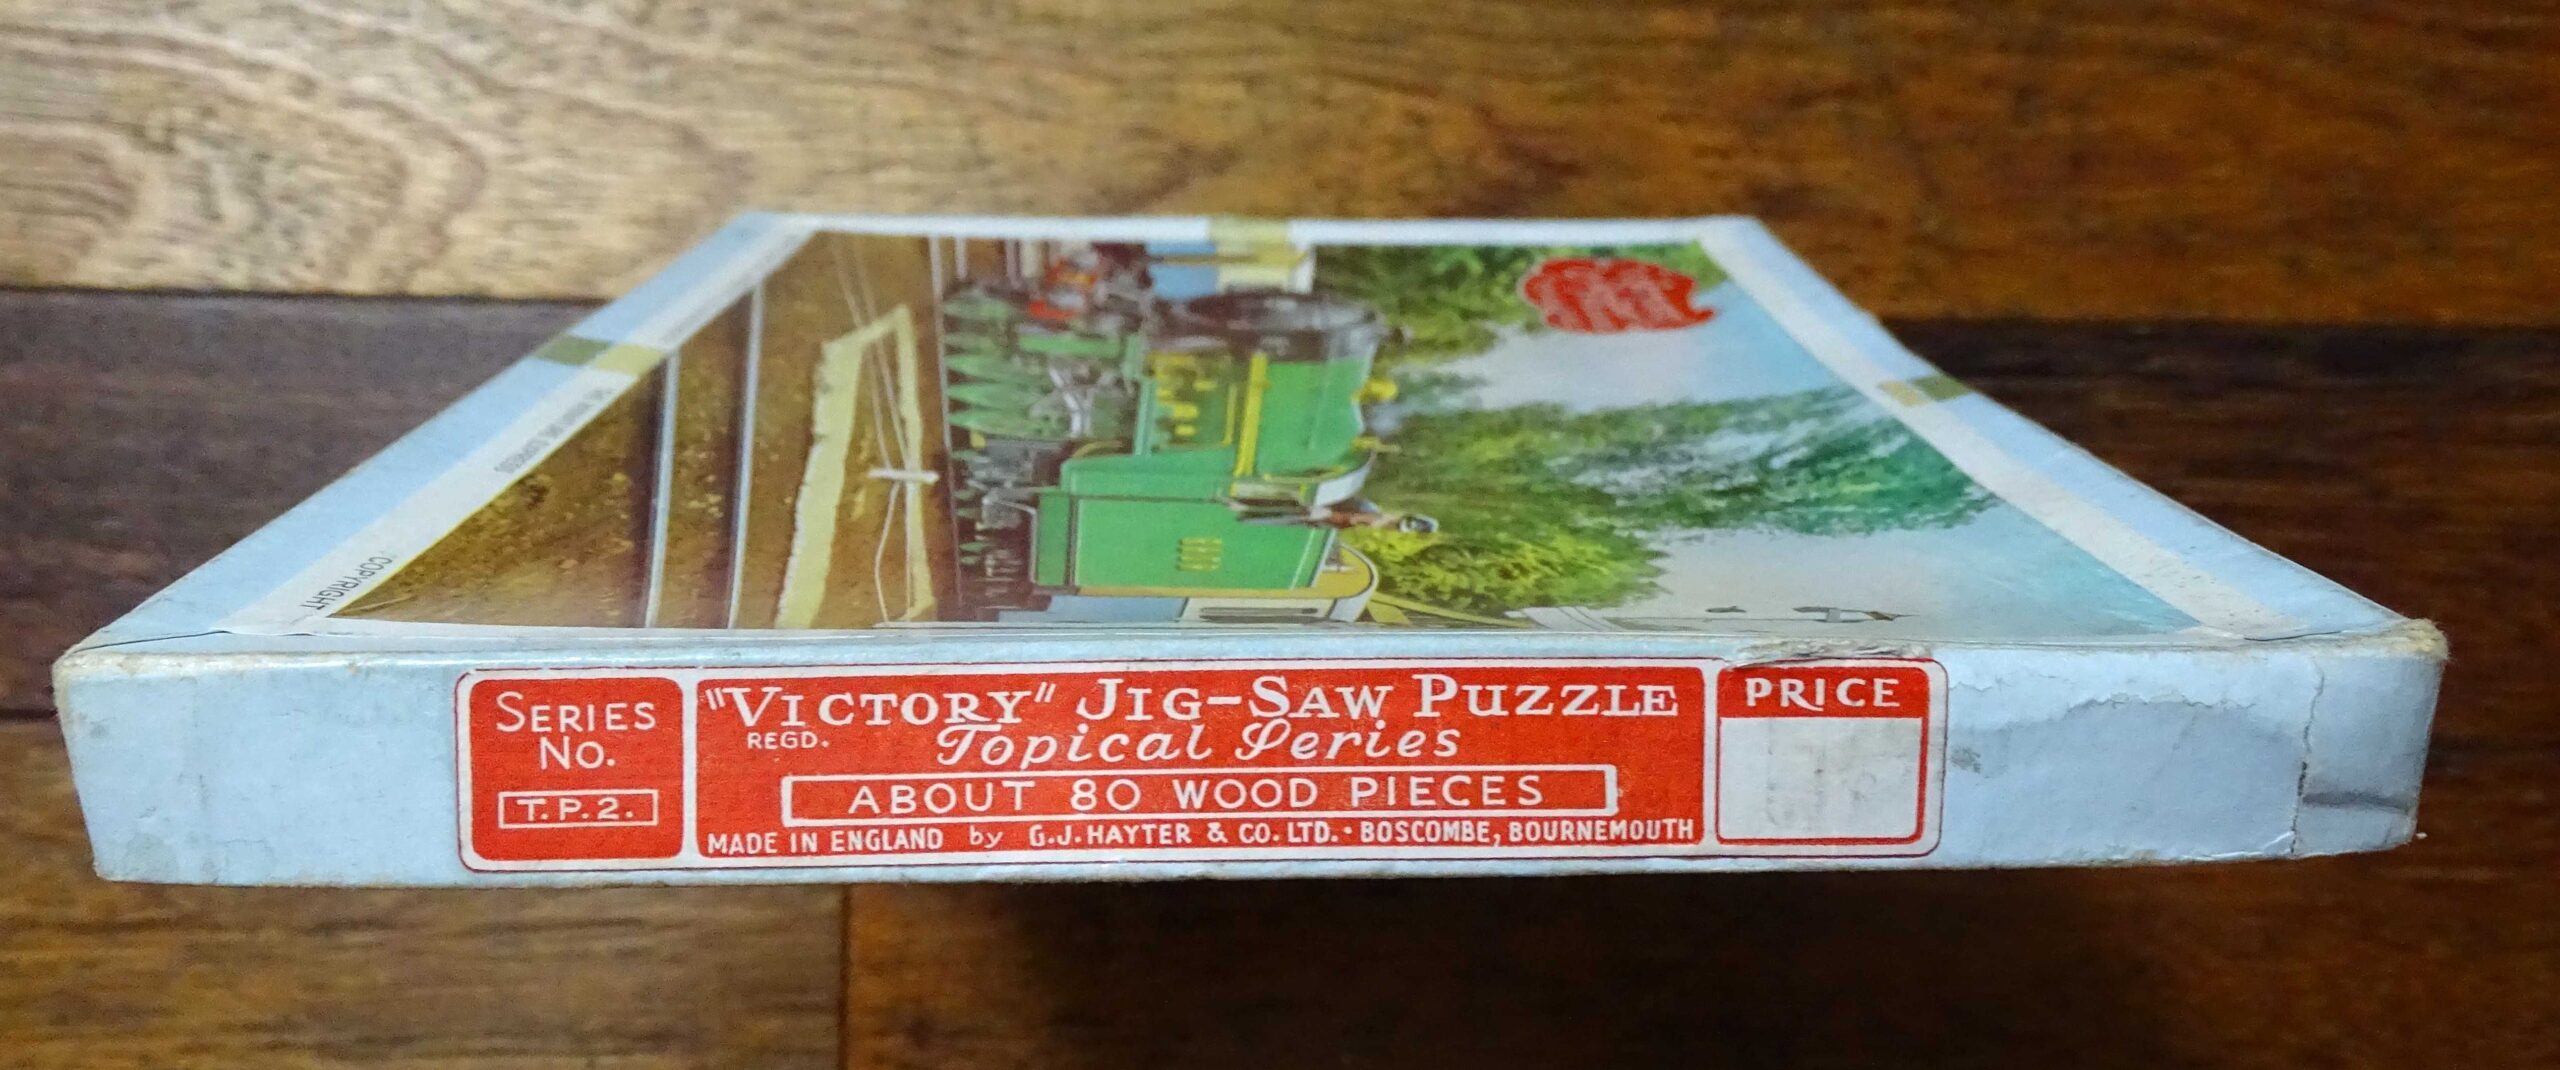 COPYRIGHT
SERIES
No.
T.P.2.
"VICTORY" JIG-SAW PUZZLE
REGD.
Topical Series
ABOUT 80 WOOD PIECES
MADE IN ENGLAND by G.J. HAYTER & CO. LTD. · BOSCOMBE, BOURNEMOUTH
PRICE